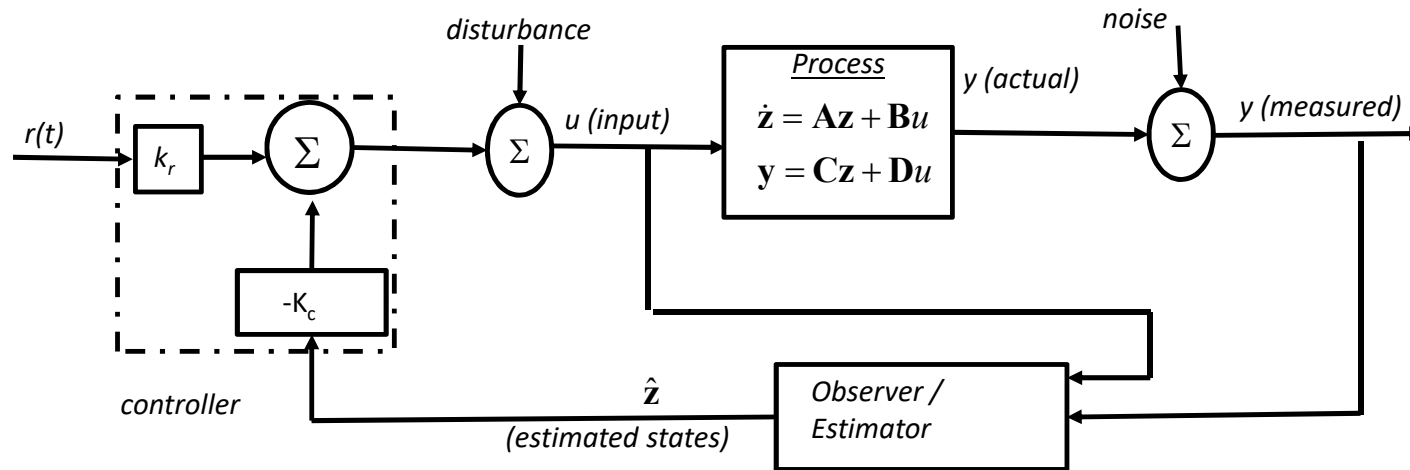 disturbance
noise
r(t)
k_r
Σ
Σ
u (input)
Process
ż = Az + Bu
y = Cz + Du
y (actual)
Σ
y (measured)
-K_c
controller
ẑ
(estimated states)
Observer /
Estimator